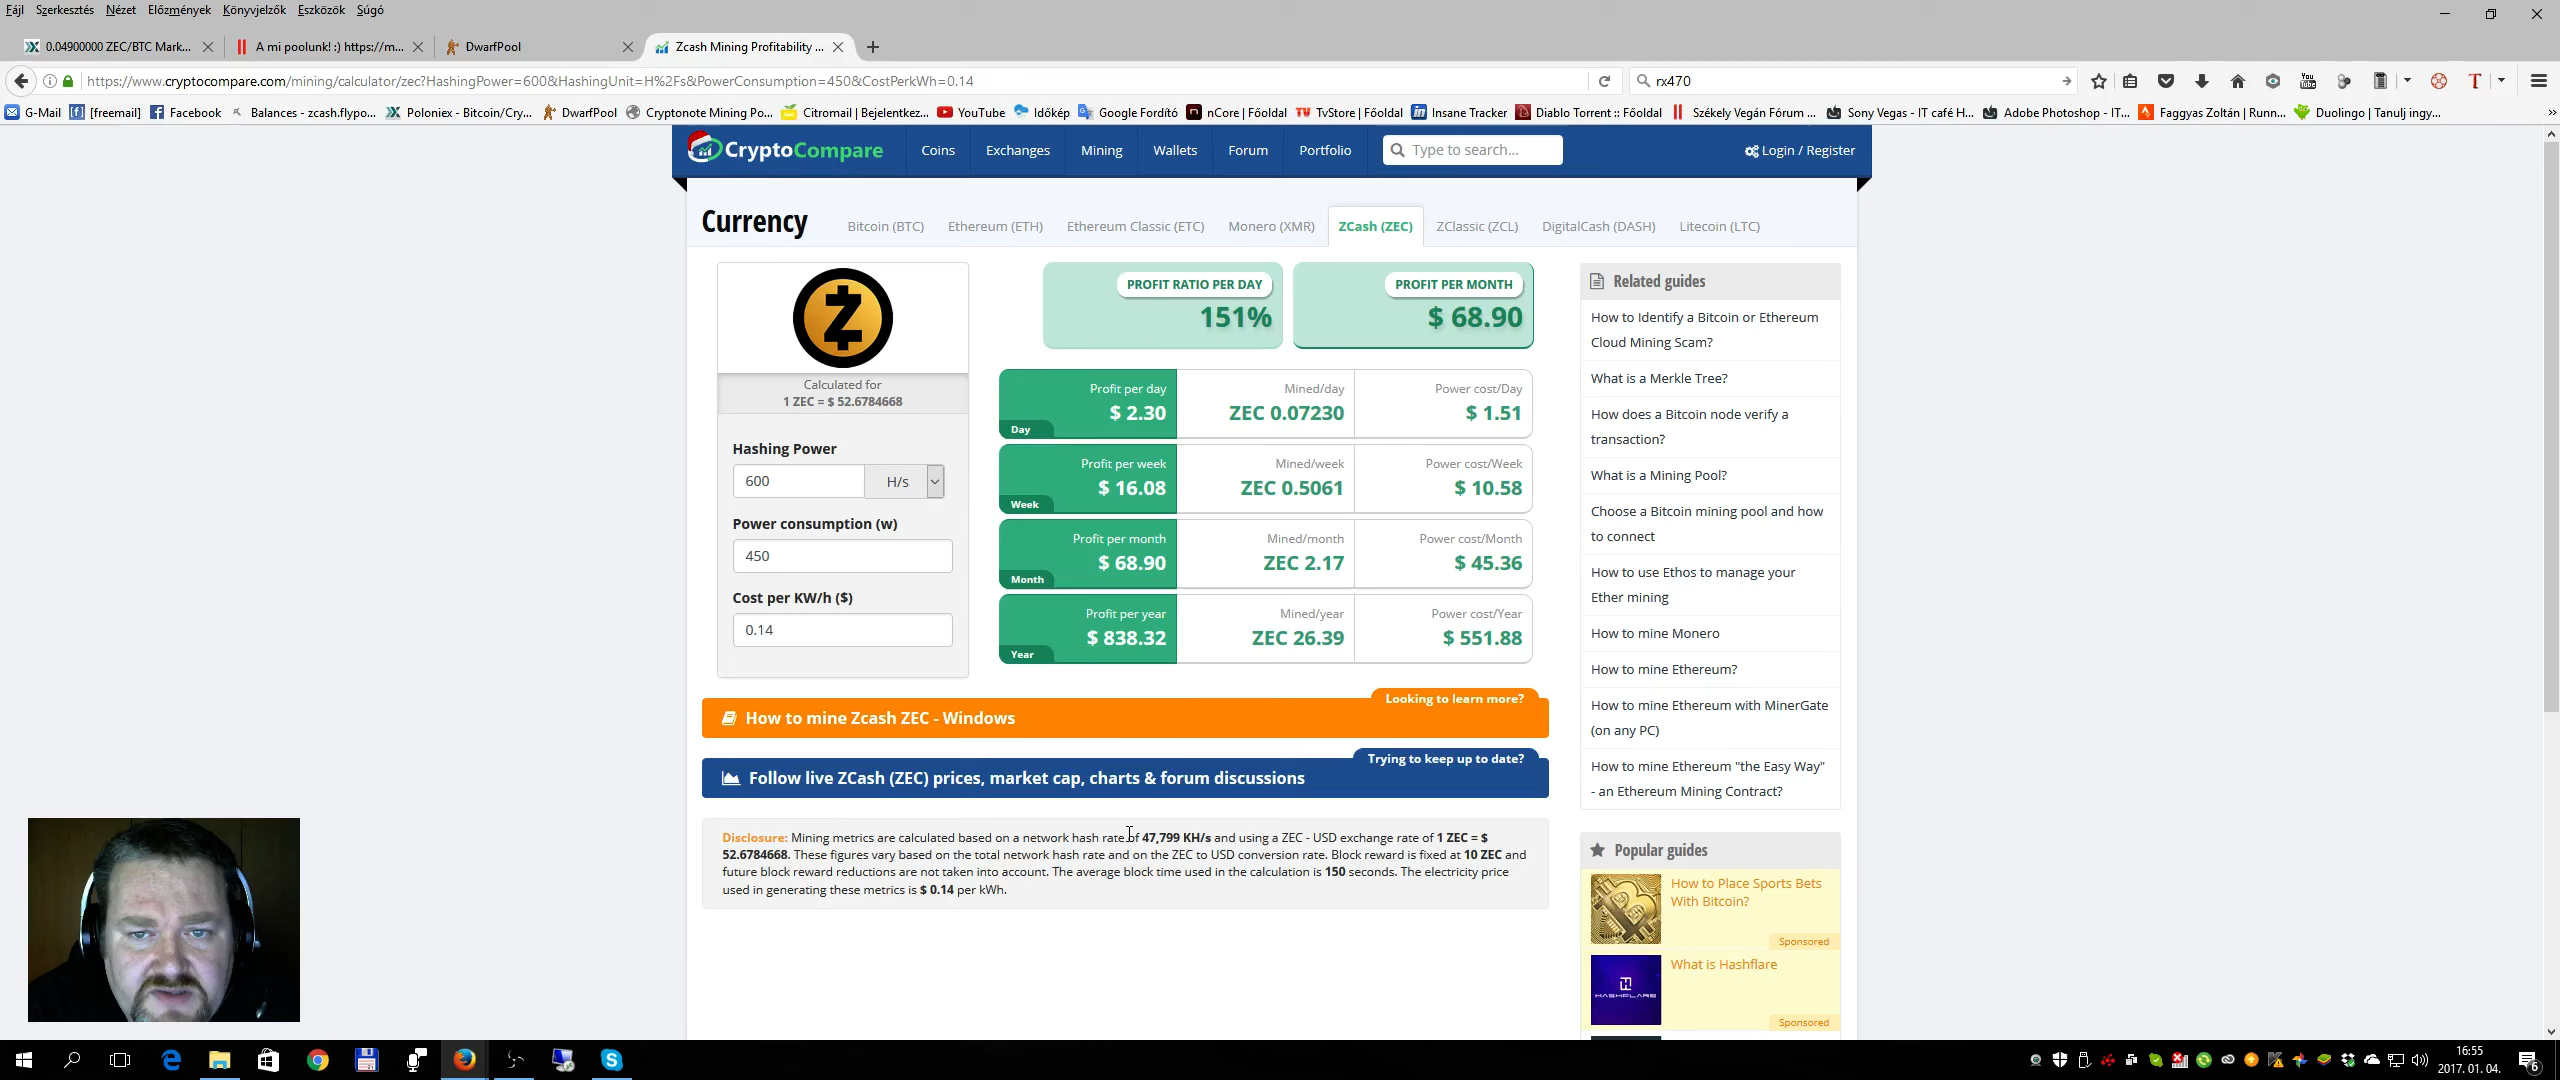 Fájl Szerkesztés Nézet Előzmények Könyvjelzők Eszközök Súgó
0.04900000 ZEC/BTC Mark... A mi poolunk! :) https://m... DwarfPool Zcash Mining Profitability ...
https://www.cryptocompare.com/mining/calculator/zec?HashingPower=600&HashingUnit=H%2Fs&PowerConsumption=450&CostPerkWh=0.14 rx470
G-Mail [freemail] Facebook Balances - zcash.flypo... Poloniex - Bitcoin/Cry... DwarfPool Cryptonote Mining Po... Citromail | Bejelentkez... YouTube Időkép Google Fordító nCore | Főoldal TvStore | Főoldal Insane Tracker Diablo Torrent :: Főoldal Székely Vegán Fórum ... Sony Vegas - IT café H... Adobe Photoshop - IT... Faggyas Zoltán | Runn... Duolingo | Tanulj ingy...
CryptoCompare Coins Exchanges Mining Wallets Forum Portfolio Type to search... Login / Register
Currency Bitcoin (BTC) Ethereum (ETH) Ethereum Classic (ETC) Monero (XMR) ZCash (ZEC) ZClassic (ZCL) DigitalCash (DASH) Litecoin (LTC)
Calculated for
1 ZEC = $ 52.6784668
Hashing Power
600 H/s
Power consumption (w)
450
Cost per KW/h ($)
0.14
PROFIT RATIO PER DAY
151%
PROFIT PER MONTH
$ 68.90
Profit per day Mined/day Power cost/Day
$ 2.30 ZEC 0.07230 $ 1.51
Day
Profit per week Mined/week Power cost/Week
$ 16.08 ZEC 0.5061 $ 10.58
Week
Profit per month Mined/month Power cost/Month
$ 68.90 ZEC 2.17 $ 45.36
Month
Profit per year Mined/year Power cost/Year
$ 838.32 ZEC 26.39 $ 551.88
Year
Looking to learn more?
How to mine Zcash ZEC - Windows
Trying to keep up to date?
Follow live ZCash (ZEC) prices, market cap, charts & forum discussions
Disclosure: Mining metrics are calculated based on a network hash rate of 47,799 KH/s and using a ZEC - USD exchange rate of 1 ZEC = $
52.6784668. These figures vary based on the total network hash rate and on the ZEC to USD conversion rate. Block reward is fixed at 10 ZEC and
future block reward reductions are not taken into account. The average block time used in the calculation is 150 seconds. The electricity price
used in generating these metrics is $ 0.14 per kWh.
Related guides
How to Identify a Bitcoin or Ethereum
Cloud Mining Scam?
What is a Merkle Tree?
How does a Bitcoin node verify a
transaction?
What is a Mining Pool?
Choose a Bitcoin mining pool and how
to connect
How to use Ethos to manage your
Ether mining
How to mine Monero
How to mine Ethereum?
How to mine Ethereum with MinerGate
(on any PC)
How to mine Ethereum "the Easy Way"
- an Ethereum Mining Contract?
Popular guides
How to Place Sports Bets
With Bitcoin?
Sponsored
What is Hashflare
HASHFLARE
Sponsored
16:55
2017. 01. 04.
6